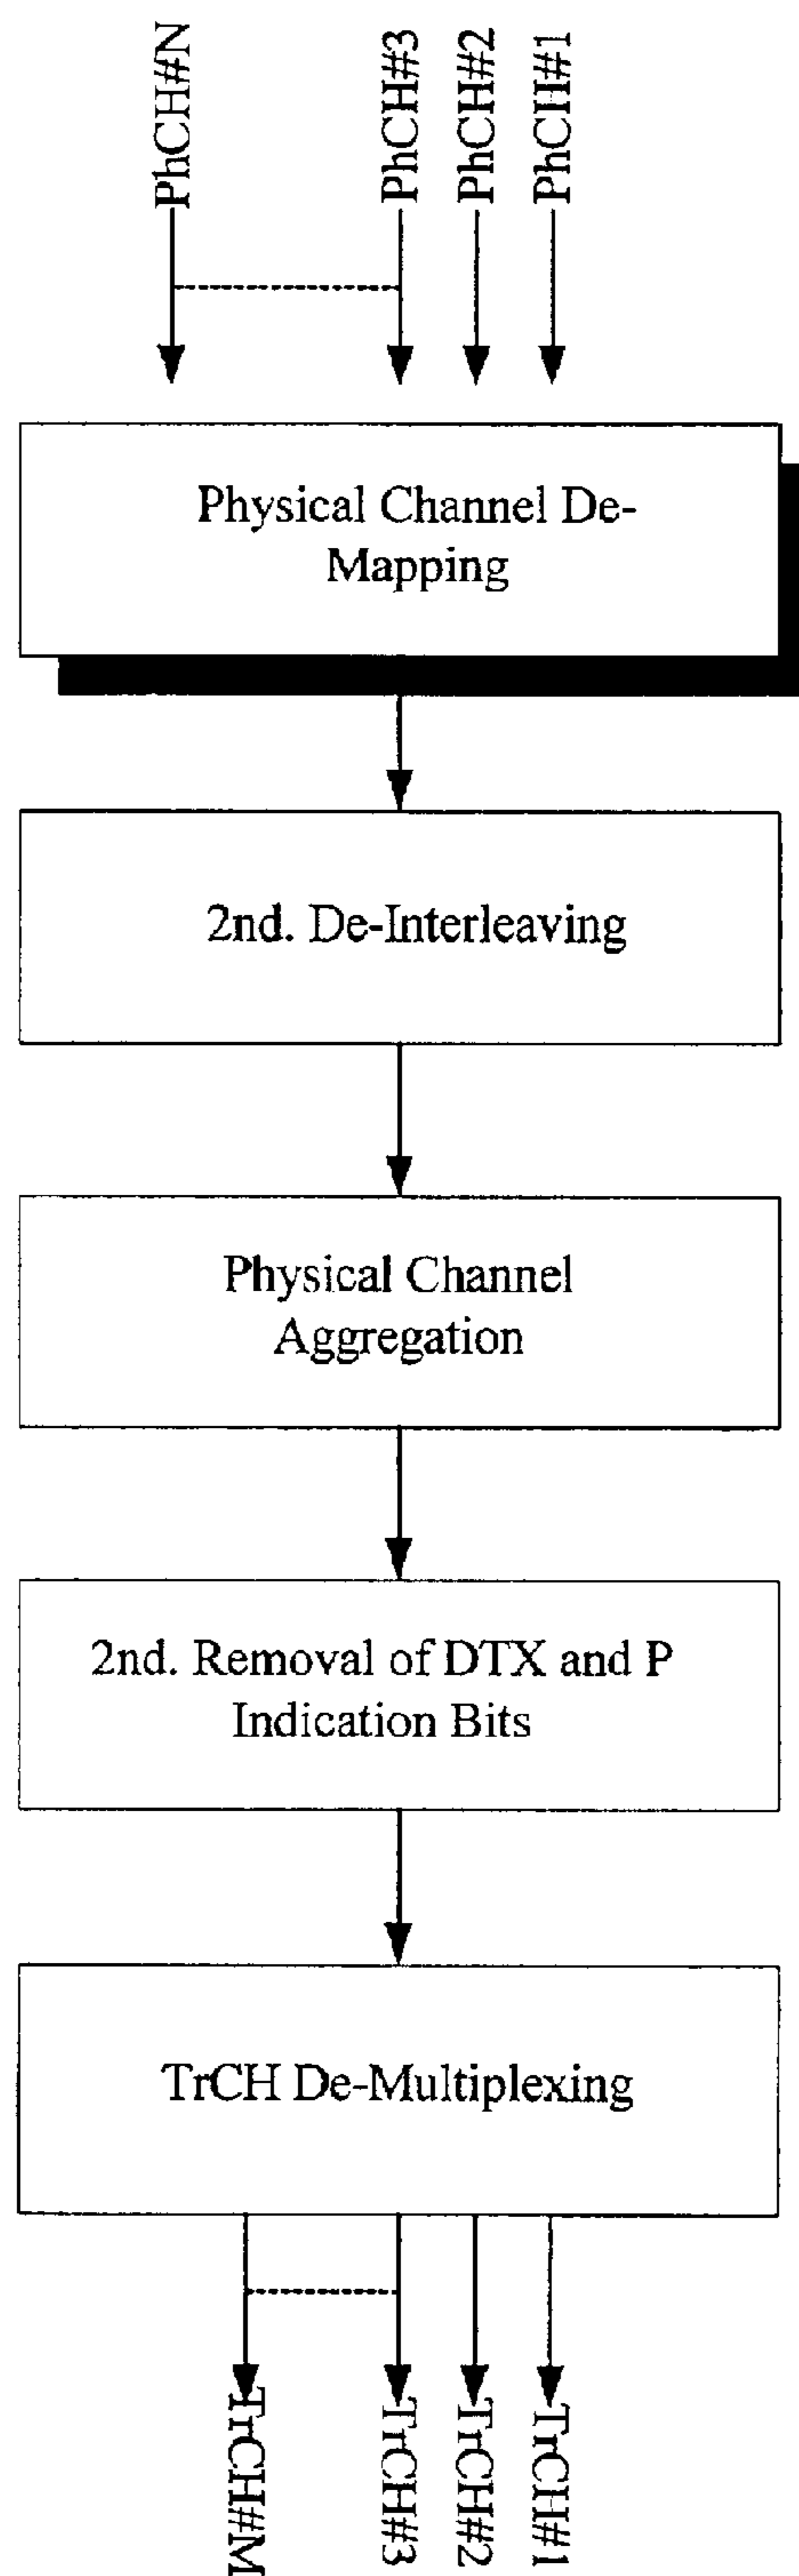 PhCH#N
PhCH#3
PhCH#2
PhCH#1
Physical Channel De-
Mapping
2nd. De-Interleaving
Physical Channel
Aggregation
2nd. Removal of DTX and P
Indication Bits
TrCH De-Multiplexing
TrCH#M
TrCH#3
TrCH#2
TrCH#1